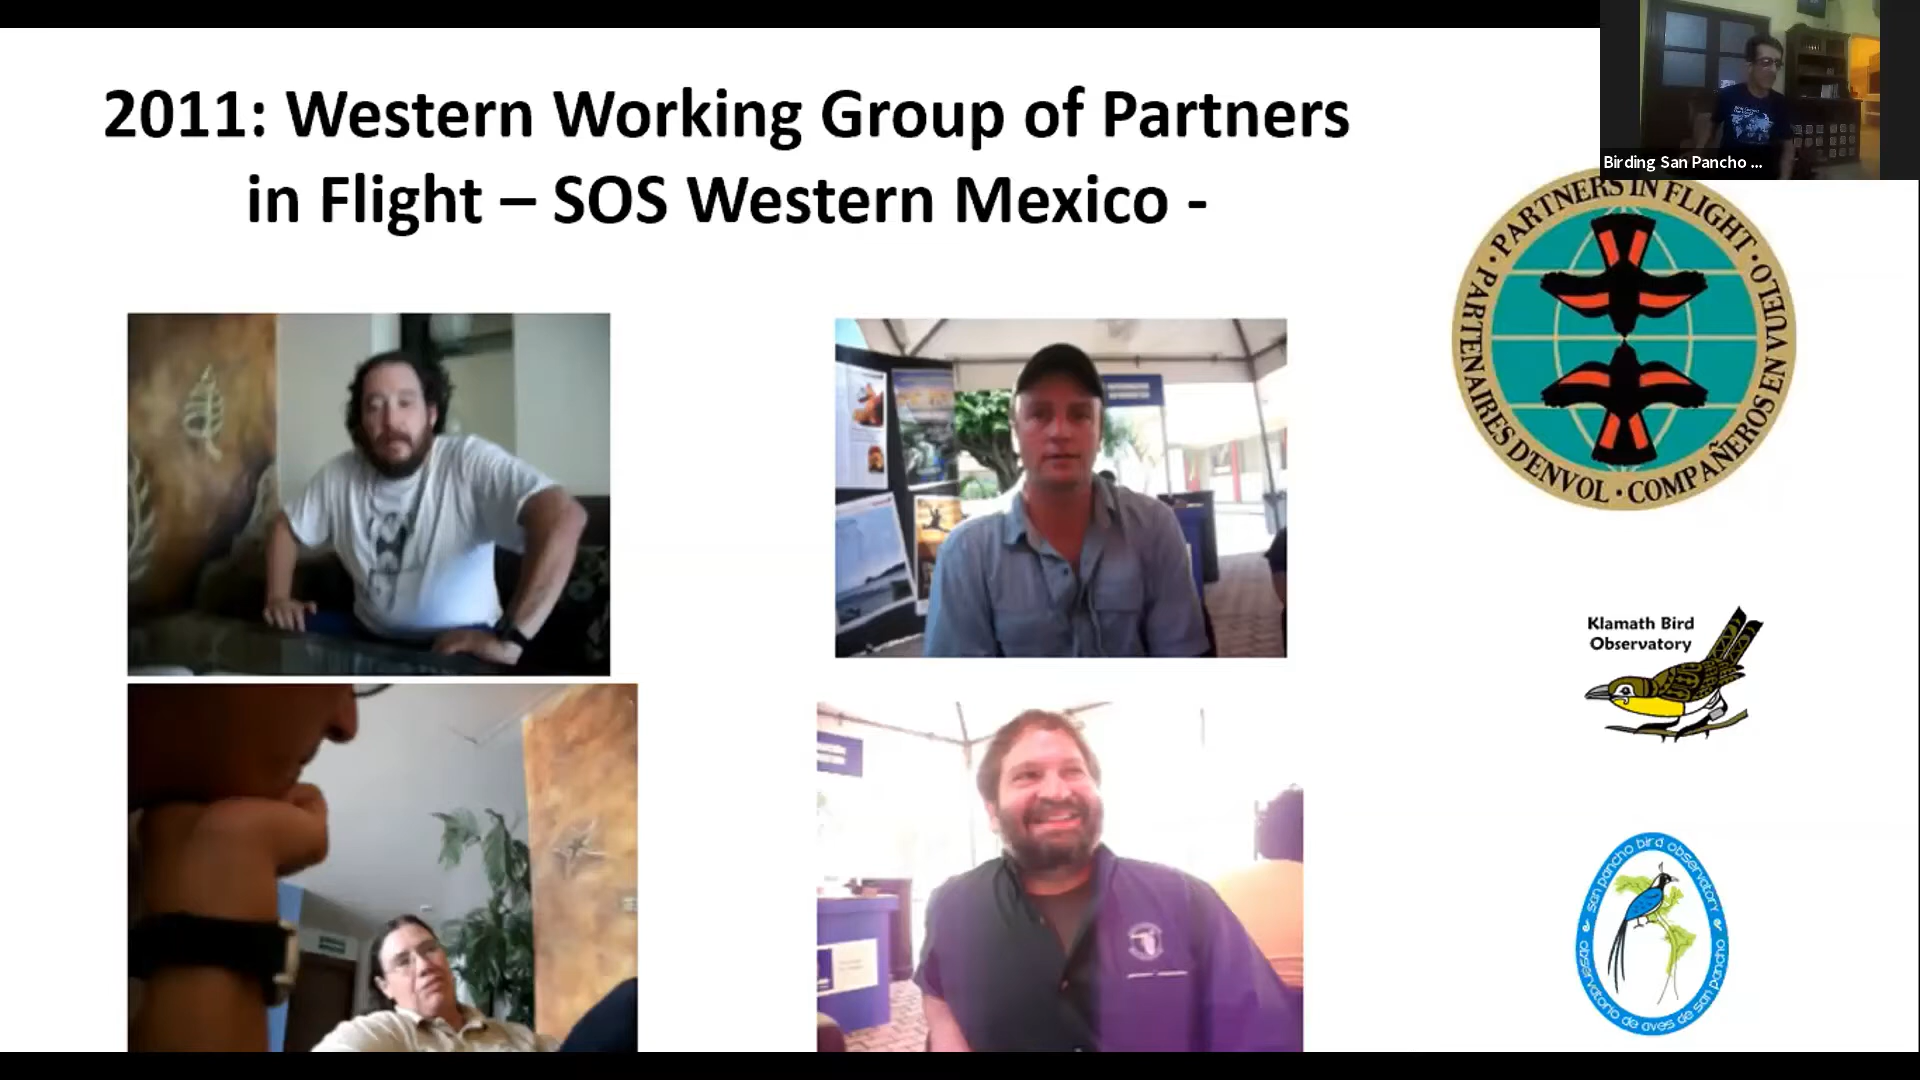 2011: Western Working Group of Partners
in Flight – SOS Western Mexico -
Birding San Pancho ...
PARTNERS IN FLIGHT · COMPAÑEROS EN VUELO · PARTENAIRES D'ENVOL ·
Klamath Bird
Observatory
san pancho bird observatory
observatorio de aves de san pancho